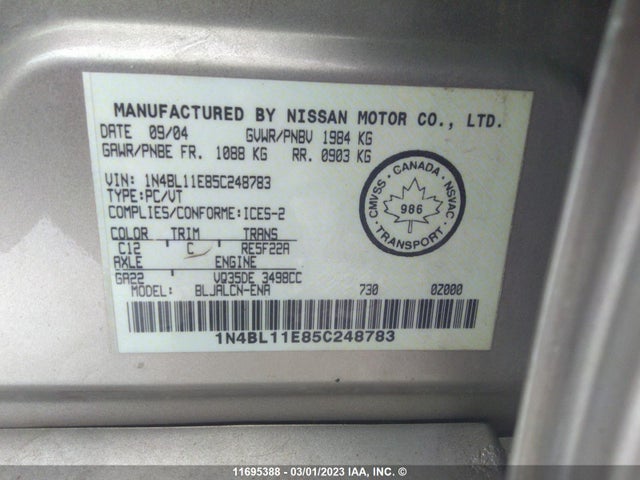 MANUFACTURED BY NISSAN MOTOR CO., LTD.
DATE 09/04 GVWR/PNBV 1984 KG
GAWR/PNBE FR. 1088 KG RR. 0903 KG
VIN: 1N4BL11E85C248783
TYPE:PC/VT
COMPLIES/CONFORME:ICES-2
COLOR TRIM TRANS
C12 C RE5F22A
AXLE ENGINE
GA22 VQ35DE 3498CC
MODEL: BLJALCN-ENA 730 0Z000
1N4BL11E85C248783
CMVSS - CANADA - NSVAC
986
- TRANSPORT -
11695388 - 03/01/2023 IAA, INC. ©